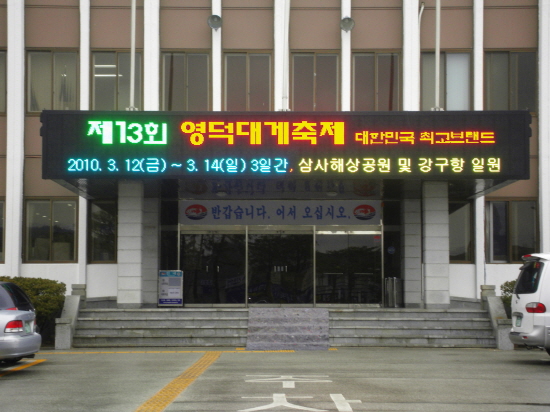 제13회 영덕대게축제 대한민국 최고브랜드
2010. 3. 12(금) ~ 3. 14(일) 3일간, 삼사해상공원 및 강구항 일원
반갑습니다. 어서 오십시오.